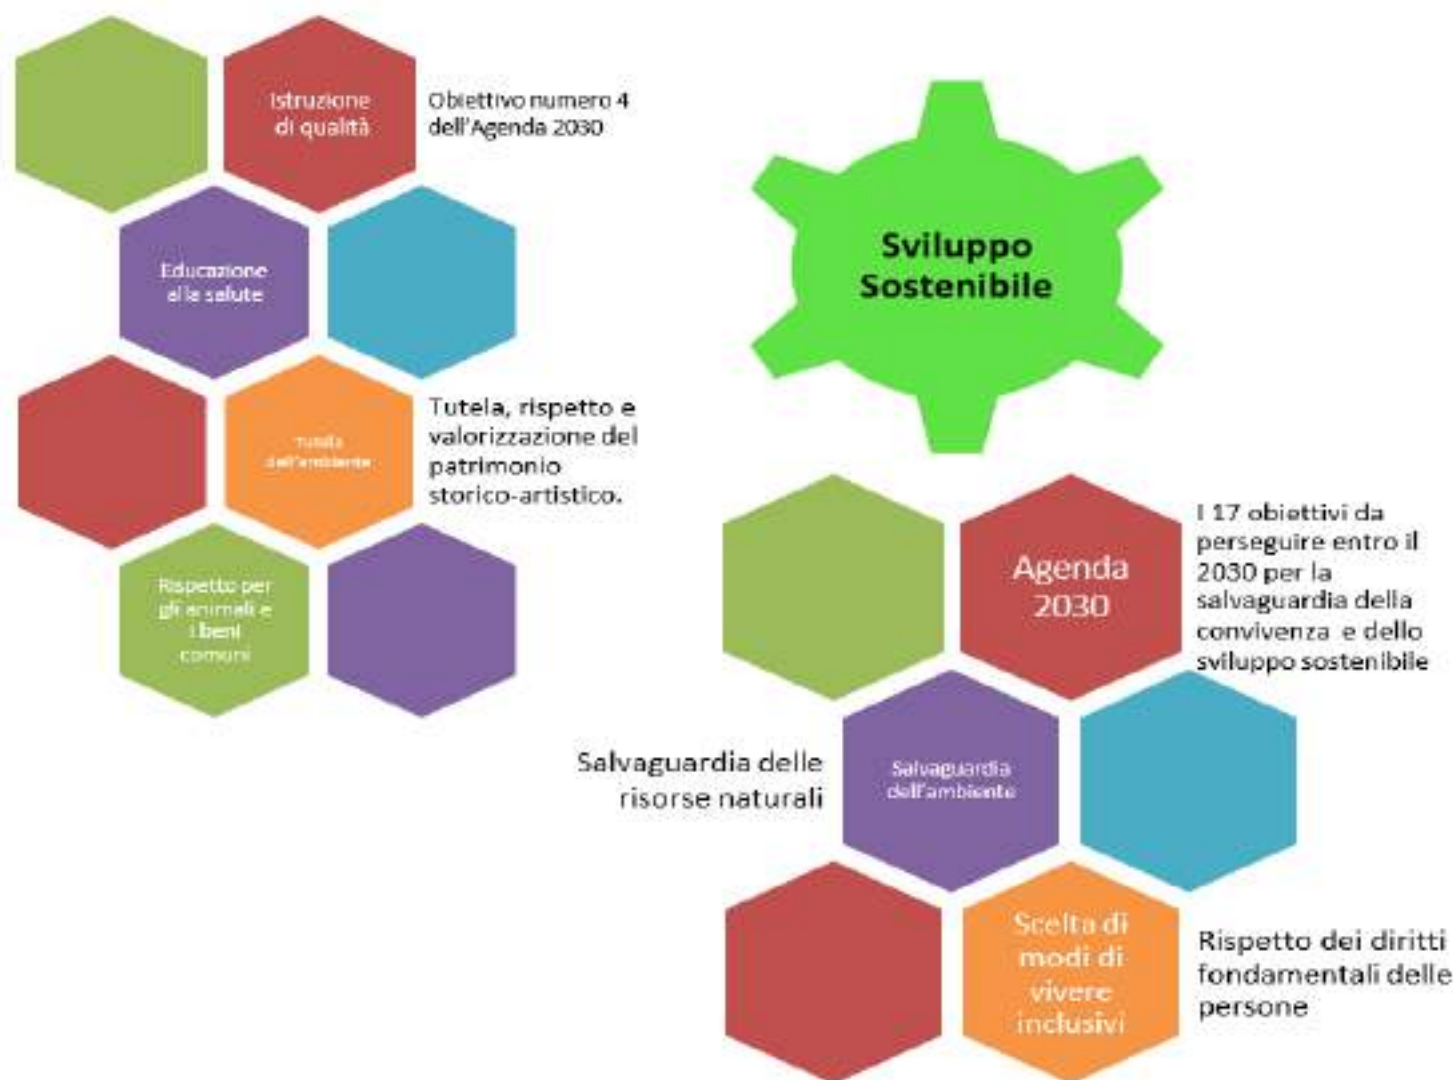 Istruzione
di qualità
Obiettivo numero 4
dell'Agenda 2030
Educazione
alla salute
Tutela
dell'ambiente
Tutela, rispetto e
valorizzazione del
patrimonio
storico-artistico.
Rispetto per
gli animali e
i beni
comuni
Sviluppo
Sostenibile
Agenda
2030
I 17 obiettivi da
perseguire entro il
2030 per la
salvaguardia della
convivenza e dello
sviluppo sostenibile
Salvaguardia delle
risorse naturali
Salvaguardia
dell'ambiente
Scelta di
modi di
vivere
inclusivi
Rispetto dei diritti
fondamentali delle
persone